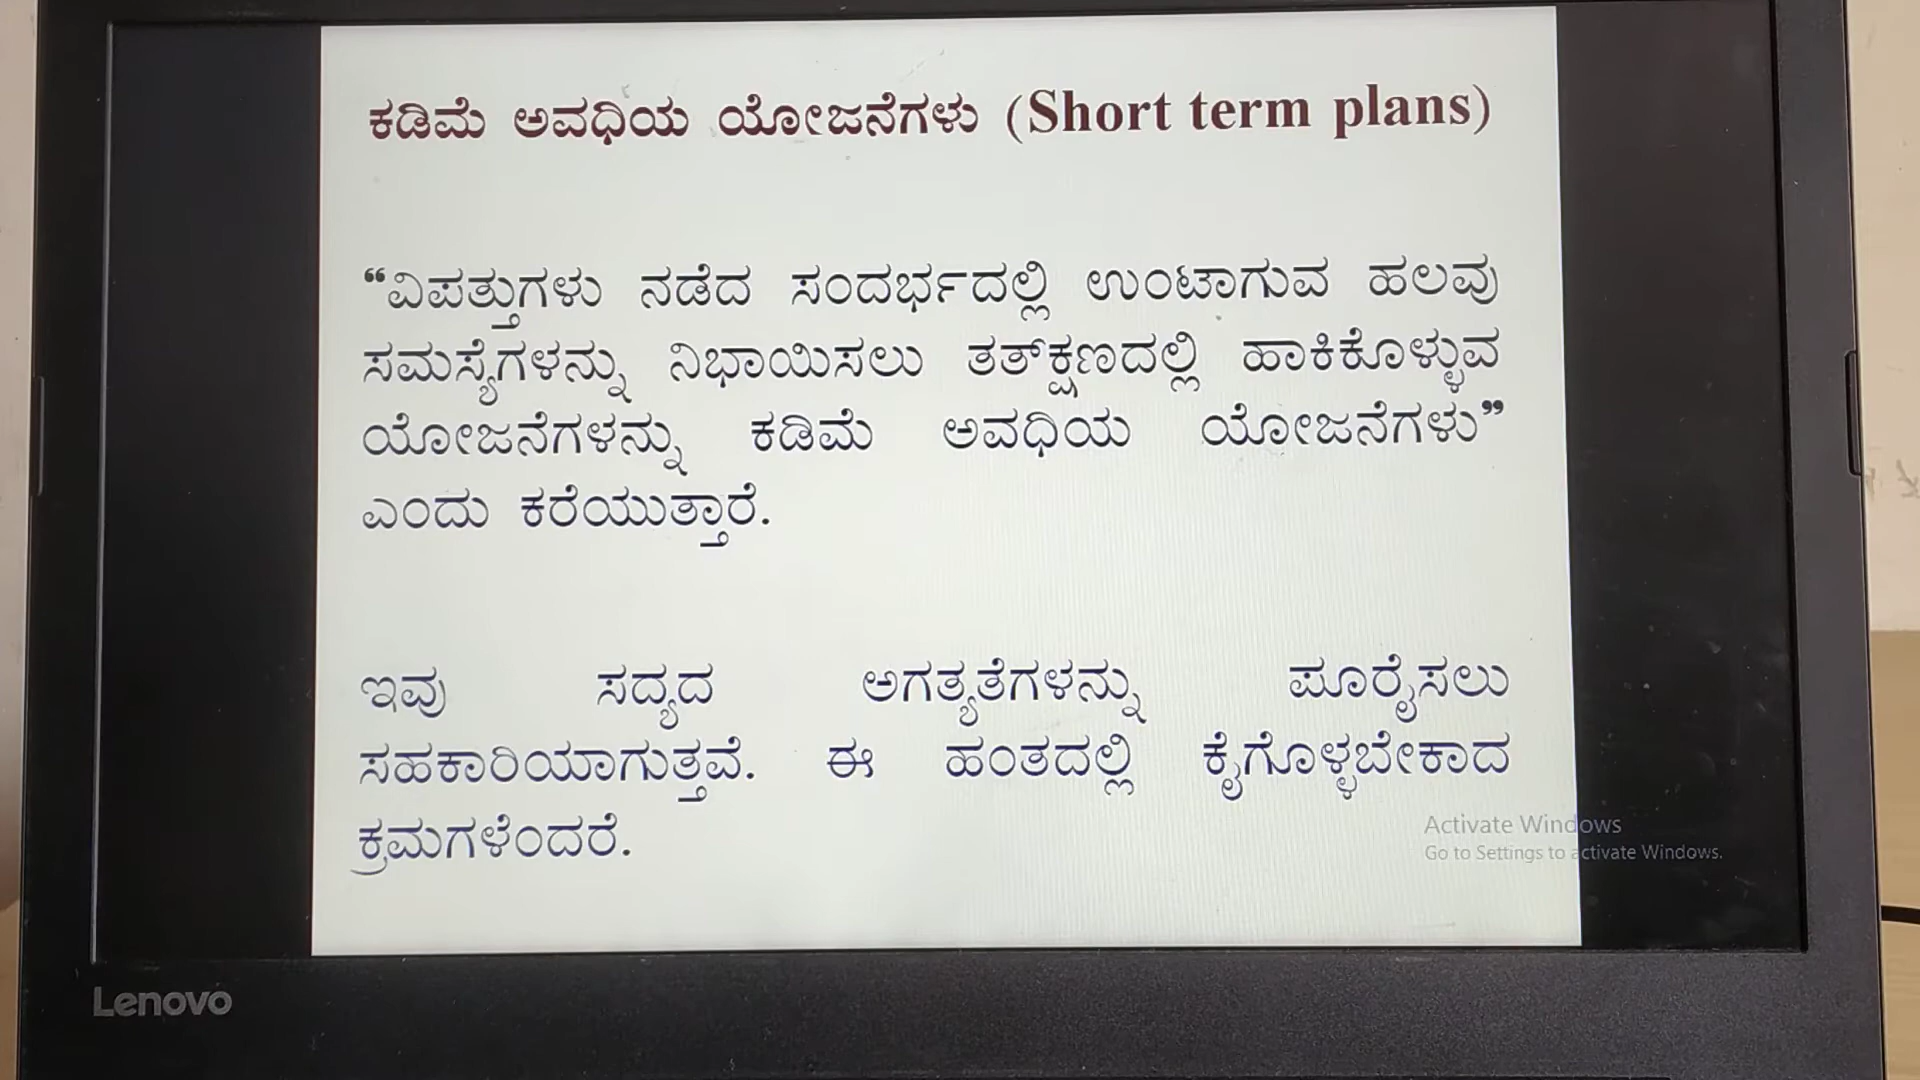 ಕಡಿಮೆ ಅವಧಿಯ ಯೋಜನೆಗಳು (Short term plans)
“ವಿಪತ್ತುಗಳು ನಡೆದ ಸಂದರ್ಭದಲ್ಲಿ ಉಂಟಾಗುವ ಹಲವು
ಸಮಸ್ಯೆಗಳನ್ನು ನಿಭಾಯಿಸಲು ತತ್‌ಕ್ಷಣದಲ್ಲಿ ಹಾಕಿಕೊಳ್ಳುವ
ಯೋಜನೆಗಳನ್ನು ಕಡಿಮೆ ಅವಧಿಯ ಯೋಜನೆಗಳು”
ಎಂದು ಕರೆಯುತ್ತಾರೆ.
ಇವು ಸದ್ಯದ ಅಗತ್ಯತೆಗಳನ್ನು ಪೂರೈಸಲು
ಸಹಕಾರಿಯಾಗುತ್ತವೆ. ಈ ಹಂತದಲ್ಲಿ ಕೈಗೊಳ್ಳಬೇಕಾದ
ಕ್ರಮಗಳೆಂದರೆ.
Activate Windows
Go to Settings to activate Windows.
Lenovo